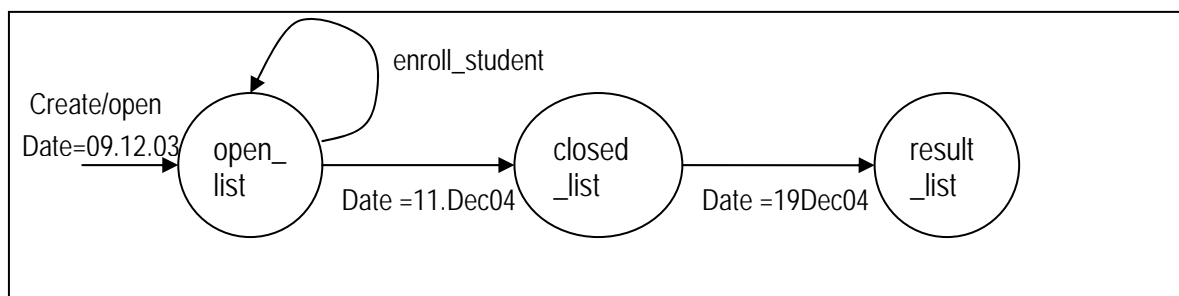 enroll_student
Create/open
Date=09.12.03
open_
list
closed
_list
result
_list
Date =11.Dec04
Date =19Dec04